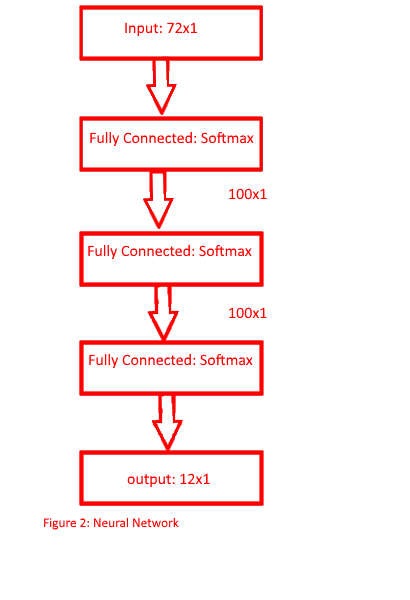 Input: 72x1
Fully Connected: Softmax
100x1
Fully Connected: Softmax
100x1
Fully Connected: Softmax
output: 12x1
Figure 2: Neural Network